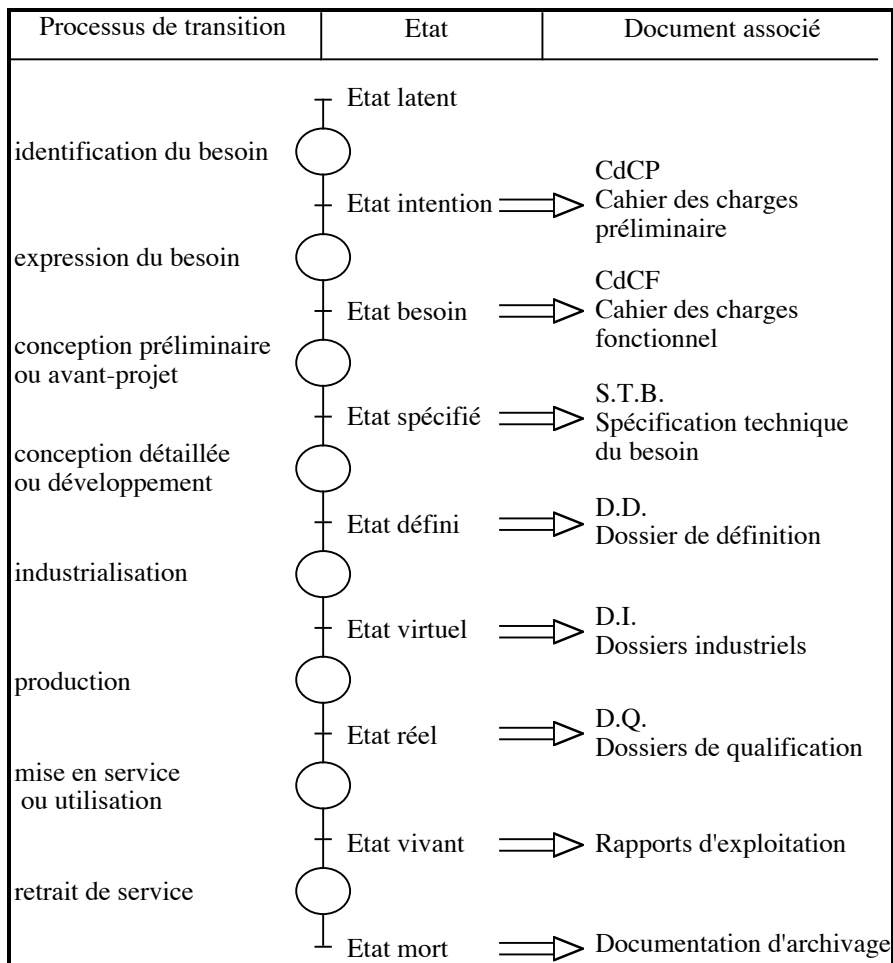 Processus de transition
Etat
Document associé
Etat latent
identification du besoin
Etat intention
CdCP
Cahier des charges
préliminaire
expression du besoin
Etat besoin
CdCF
Cahier des charges
fonctionnel
conception préliminaire
ou avant-projet
Etat spécifié
S.T.B.
Spécification technique
du besoin
conception détaillée
ou développement
Etat défini
D.D.
Dossier de définition
industrialisation
Etat virtuel
D.I.
Dossiers industriels
production
Etat réel
D.Q.
Dossiers de qualification
mise en service
ou utilisation
Etat vivant
Rapports d'exploitation
retrait de service
Etat mort
Documentation d'archivage